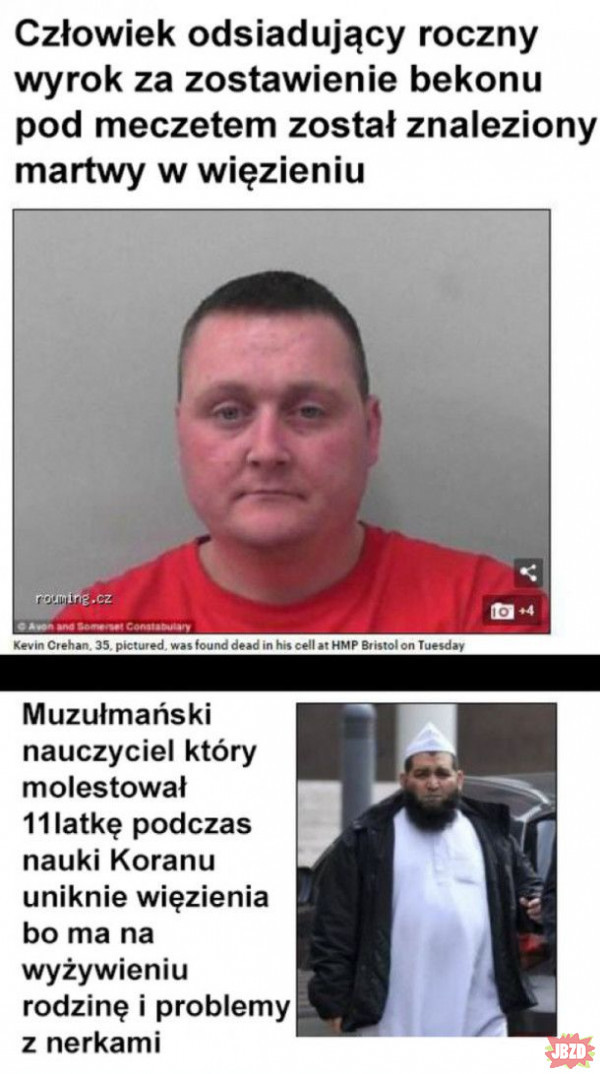 Człowiek odsiadujący roczny
wyrok za zostawienie bekonu
pod meczetem został znaleziony
martwy w więzieniu
rouming.cz
+4
© Avon and Somerset Constabulary
Kevin Crehan, 35, pictured, was found dead in his cell at HMP Bristol on Tuesday
Muzułmański
nauczyciel który
molestował
11latkę podczas
nauki Koranu
uniknie więzienia
bo ma na
wyżywieniu
rodzinę i problemy
z nerkami
JBZD